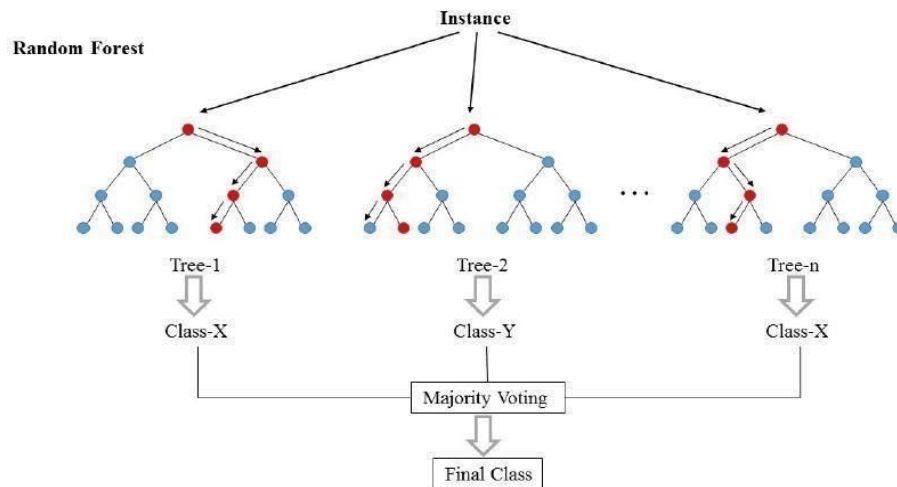 Instance
Random Forest
...
Tree-1
Tree-2
Tree-n
Class-X
Class-Y
Class-X
Majority Voting
Final Class